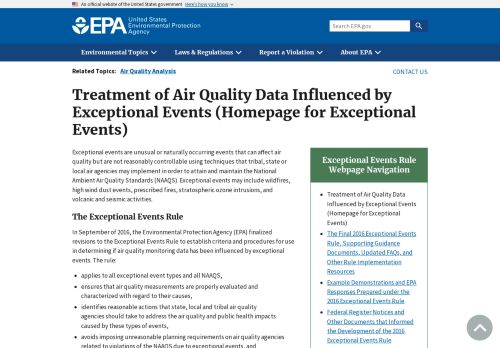 An official website of the United States government Here's how you know
EPA United States
Environmental Protection
Agency
Search EPA.gov
Environmental Topics
Laws & Regulations
Report a Violation
About EPA
Related Topics: Air Quality Analysis
CONTACT US
Treatment of Air Quality Data Influenced by
Exceptional Events (Homepage for Exceptional
Events)
Exceptional events are unusual or naturally occurring events that can affect air
quality but are not reasonably controllable using techniques that tribal, state or
local air agencies may implement in order to attain and maintain the National
Ambient Air Quality Standards (NAAQS). Exceptional events may include wildfires,
high wind dust events, prescribed fires, stratospheric ozone intrusions, and
volcanic and seismic activities.
The Exceptional Events Rule
In September of 2016, the Environmental Protection Agency (EPA) finalized
revisions to the Exceptional Events Rule to establish criteria and procedures for use
in determining if air quality monitoring data has been influenced by exceptional
events. The rule:
• applies to all exceptional event types and all NAAQS,
• ensures that air quality measurements are properly evaluated and
characterized with regard to their causes,
• identifies reasonable actions that state, local and tribal air quality
agencies should take to address the air quality and public health impacts
caused by these types of events,
• avoids imposing unreasonable planning requirements on air quality agencies
related to violations of the NAAQS due to exceptional events, and
Exceptional Events Rule
Webpage Navigation
• Treatment of Air Quality Data
Influenced by Exceptional Events
(Homepage for Exceptional
Events)
• The Final 2016 Exceptional Events
Rule, Supporting Guidance
Documents, Updated FAQs, and
Other Rule Implementation
Resources
• Example Demonstrations and EPA
Responses Prepared under the
2016 Exceptional Events Rule
• Federal Register Notices and
Other Documents that Informed
the Development of the 2016
Exceptional Events Rule